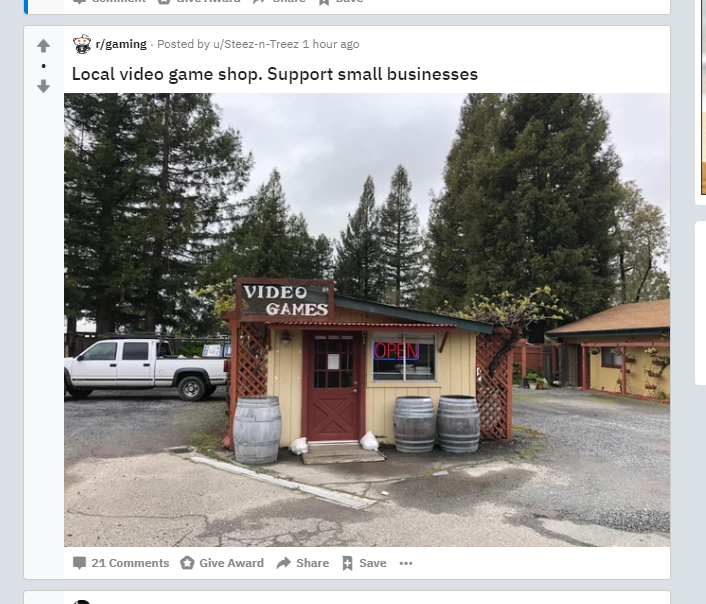 Comment Give Award Share Save
r/gaming · Posted by u/Steez-n-Treez 1 hour ago
Local video game shop. Support small businesses
VIDEO
GAMES
OPEN
21 Comments Give Award Share Save